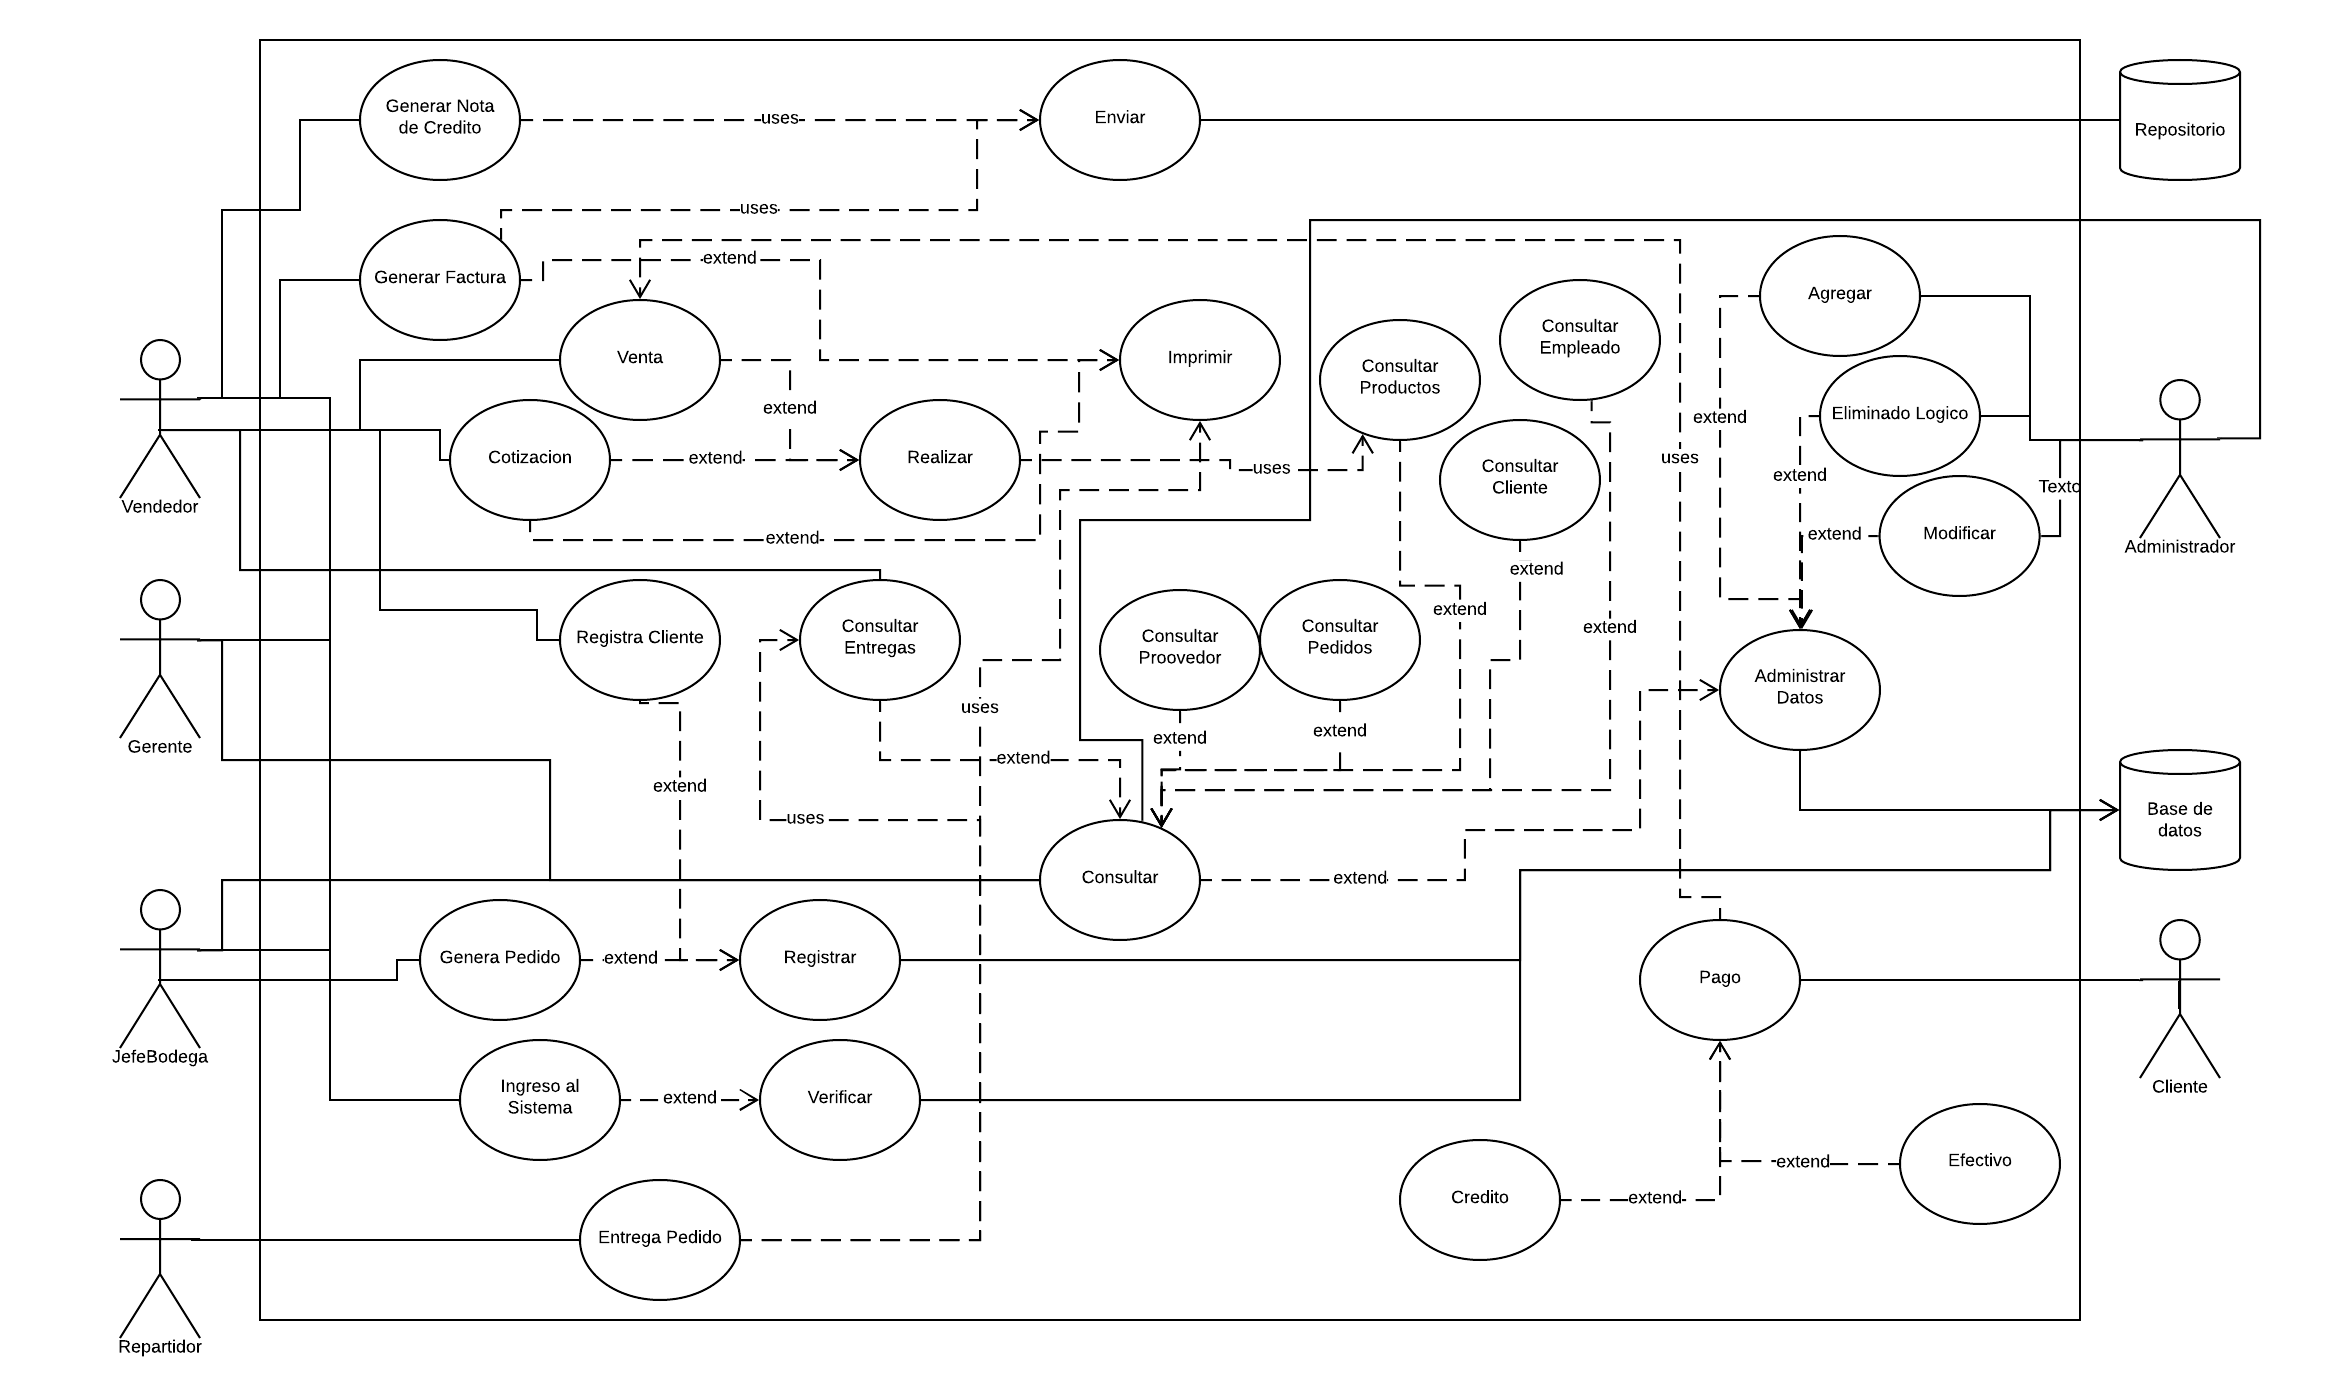 Generar Nota
de Credito
uses
Enviar
Repositorio
uses
Generar Factura
extend
Venta
Imprimir
Consultar
Productos
Consultar
Empleado
Agregar
extend
extend
Eliminado Logico
Cotizacion
extend
Realizar
uses
Consultar
Cliente
uses
extend
Texto
Vendedor
extend
extend
Modificar
Administrador
extend
Registra Cliente
Consultar
Entregas
Consultar
Proovedor
Consultar
Pedidos
extend
extend
Administrar
Datos
uses
Gerente
extend
extend
extend
extend
uses
Base de
datos
Consultar
extend
Genera Pedido
extend
Registrar
Pago
JefeBodega
Ingreso al
Sistema
extend
Verificar
Cliente
extend
Efectivo
Credito
extend
Entrega Pedido
Repartidor